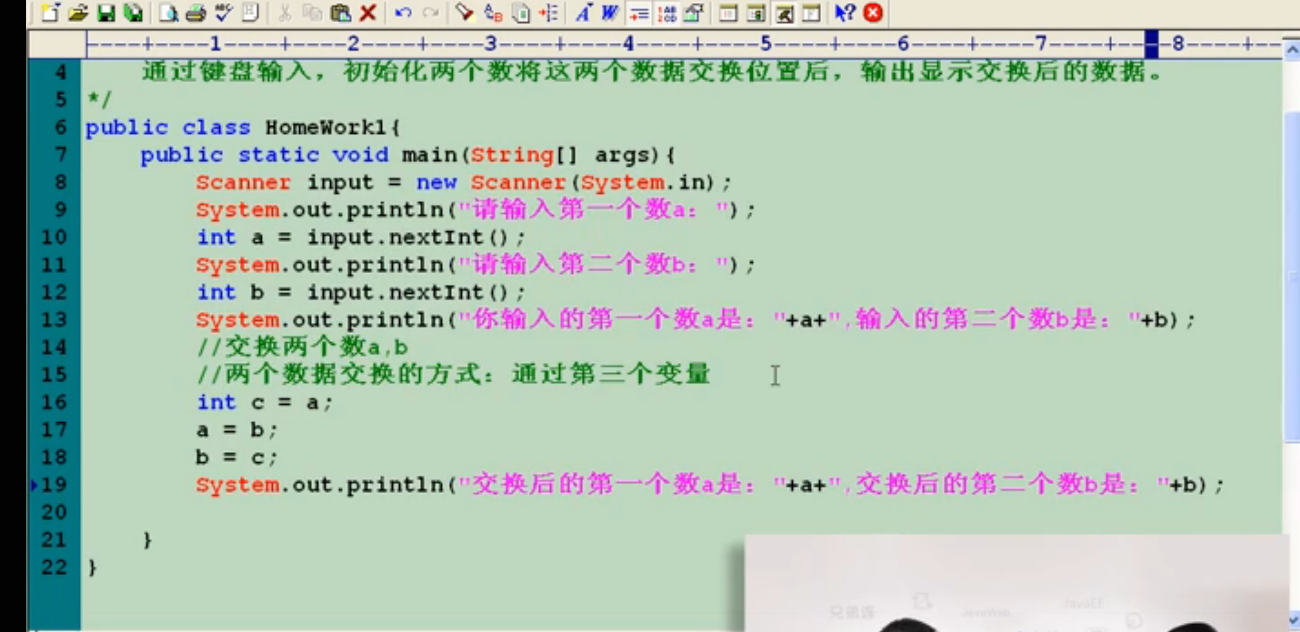 ----+----1----+----2----+----3----+----4----+----5----+----6----+----7----+----8----+--
4 通过键盘输入，初始化两个数将这两个数据交换位置后，输出显示交换后的数据。
5 */
6 public class HomeWork1{
7 public static void main(String[] args){
8 Scanner input = new Scanner(System.in);
9 System.out.println("请输入第一个数a：");
10 int a = input.nextInt();
11 System.out.println("请输入第二个数b：");
12 int b = input.nextInt();
13 System.out.println("你输入的第一个数a是："+a+",输入的第二个数b是："+b);
14 //交换两个数a,b
15 //两个数据交换的方式：通过第三个变量
16 int c = a;
17 a = b;
18 b = c;
19 System.out.println("交换后的第一个数a是："+a+",交换后的第二个数b是："+b);
20
21 }
22 }
兄弟连 JavaWeb JavaEE